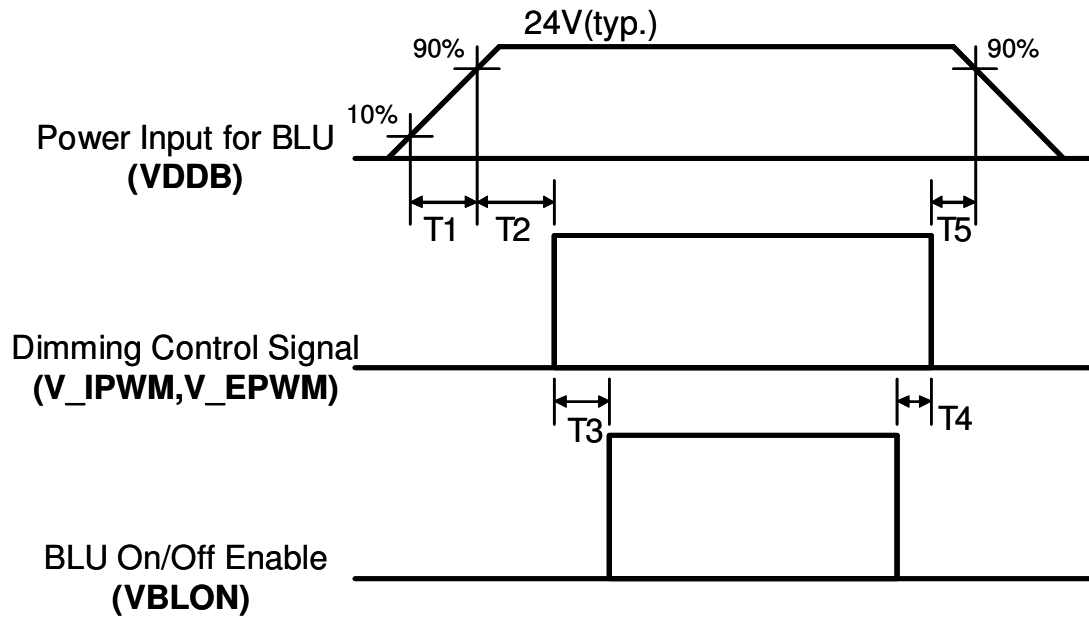 24V(typ.)
90%
90%
10%
Power Input for BLU
(VDDB)
T1
T2
T5
Dimming Control Signal
(V_IPWM,V_EPWM)
T3
T4
BLU On/Off Enable
(VBLON)